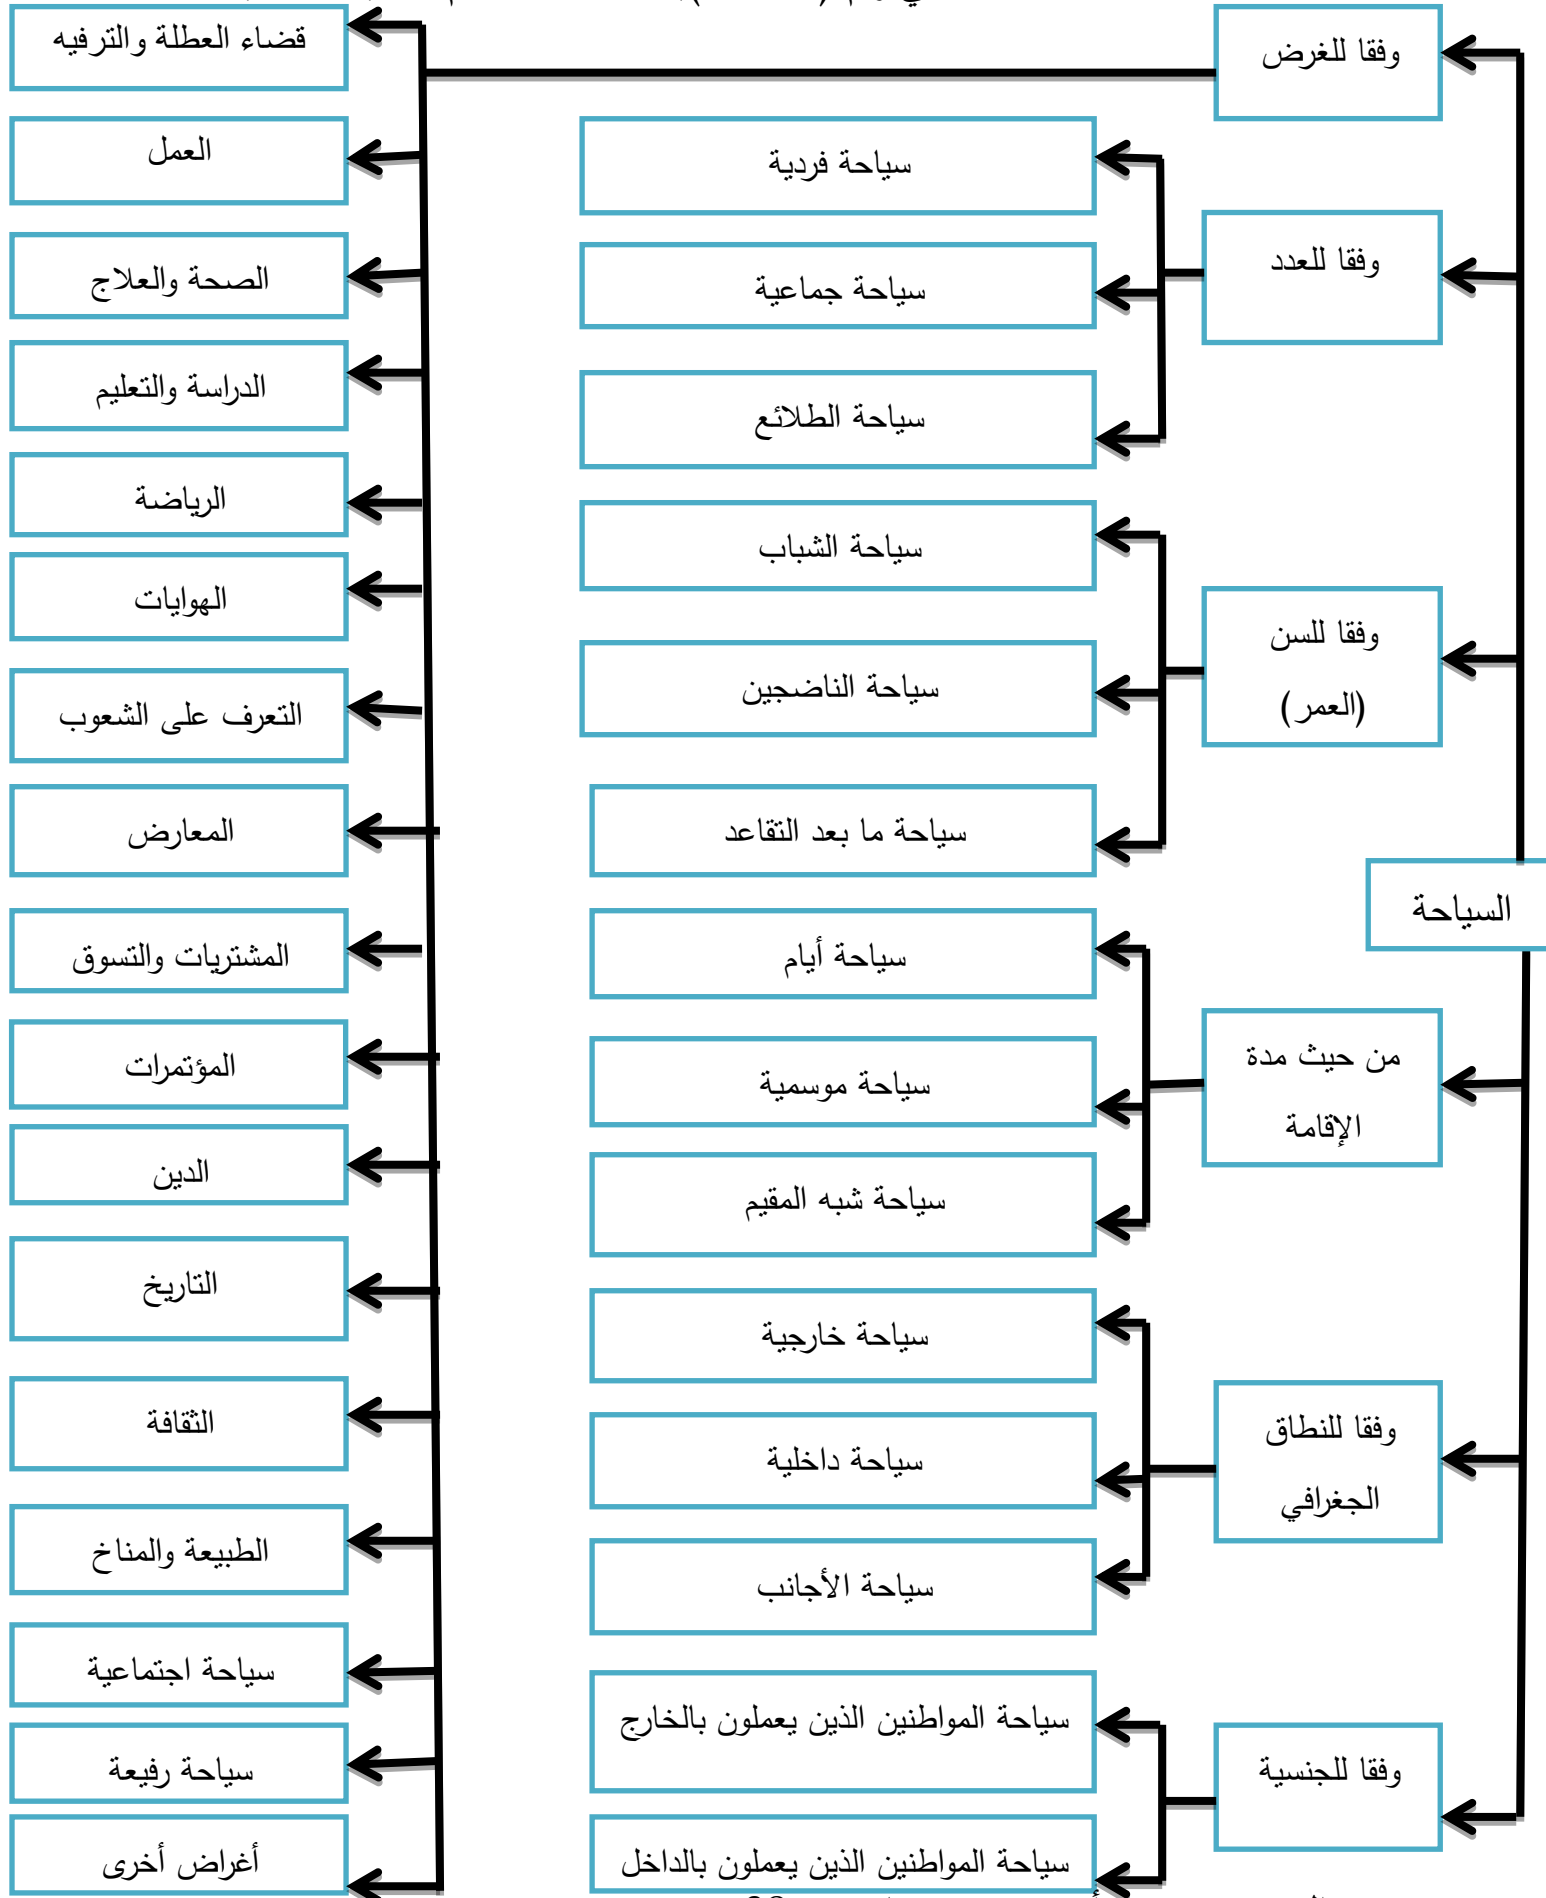 وفقا للغرض
قضاء العطلة والترفيه
العمل
الصحة والعلاج
الدراسة والتعليم
الرياضة
الهوايات
التعرف على الشعوب
المعارض
المشتريات والتسوق
المؤتمرات
الدين
التاريخ
الثقافة
الطبيعة والمناخ
سياحة اجتماعية
سياحة رفيعة
أغراض أخرى
وفقا للعدد
سياحة فردية
سياحة جماعية
سياحة الطلائع
وفقا للسن
(العمر)
سياحة الشباب
سياحة الناضجين
سياحة ما بعد التقاعد
السياحة
من حيث مدة
الإقامة
سياحة أيام
سياحة موسمية
سياحة شبه المقيم
وفقا للنطاق
الجغرافي
سياحة خارجية
سياحة داخلية
سياحة الأجانب
وفقا للجنسية
سياحة المواطنين الذين يعملون بالخارج
سياحة المواطنين الذين يعملون بالداخل